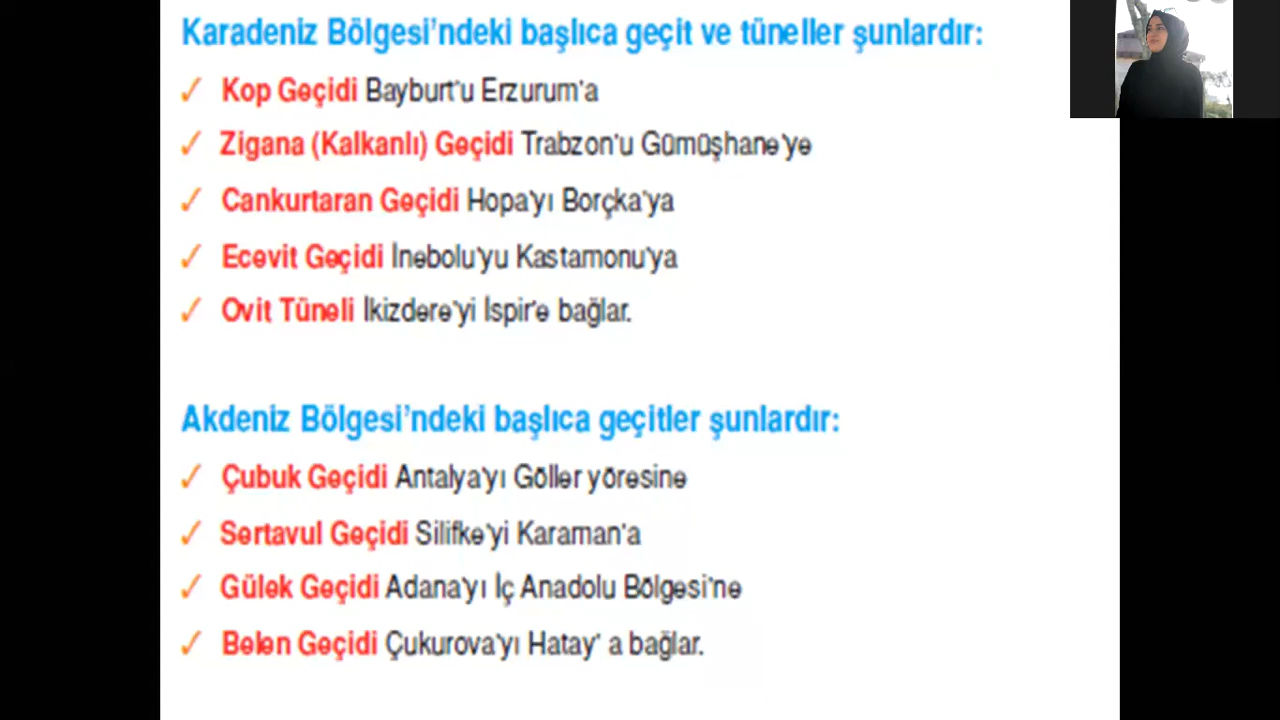 Karadeniz Bölgesi'ndeki başlıca geçit ve tüneller şunlardır:
✓ Kop Geçidi Bayburt'u Erzurum'a
✓ Zigana (Kalkanlı) Geçidi Trabzon'u Gümüşhane'ye
✓ Cankurtaran Geçidi Hopa'yı Borçka'ya
✓ Ecevit Geçidi İnebolu'yu Kastamonu'ya
✓ Ovit Tüneli İkizdere'yi İspir'e bağlar.
Akdeniz Bölgesi'ndeki başlıca geçitler şunlardır:
✓ Çubuk Geçidi Antalya'yı Göller yöresine
✓ Sertavul Geçidi Silifke'yi Karaman'a
✓ Gülek Geçidi Adana'yı İç Anadolu Bölgesi'ne
✓ Belen Geçidi Çukurova'yı Hatay' a bağlar.